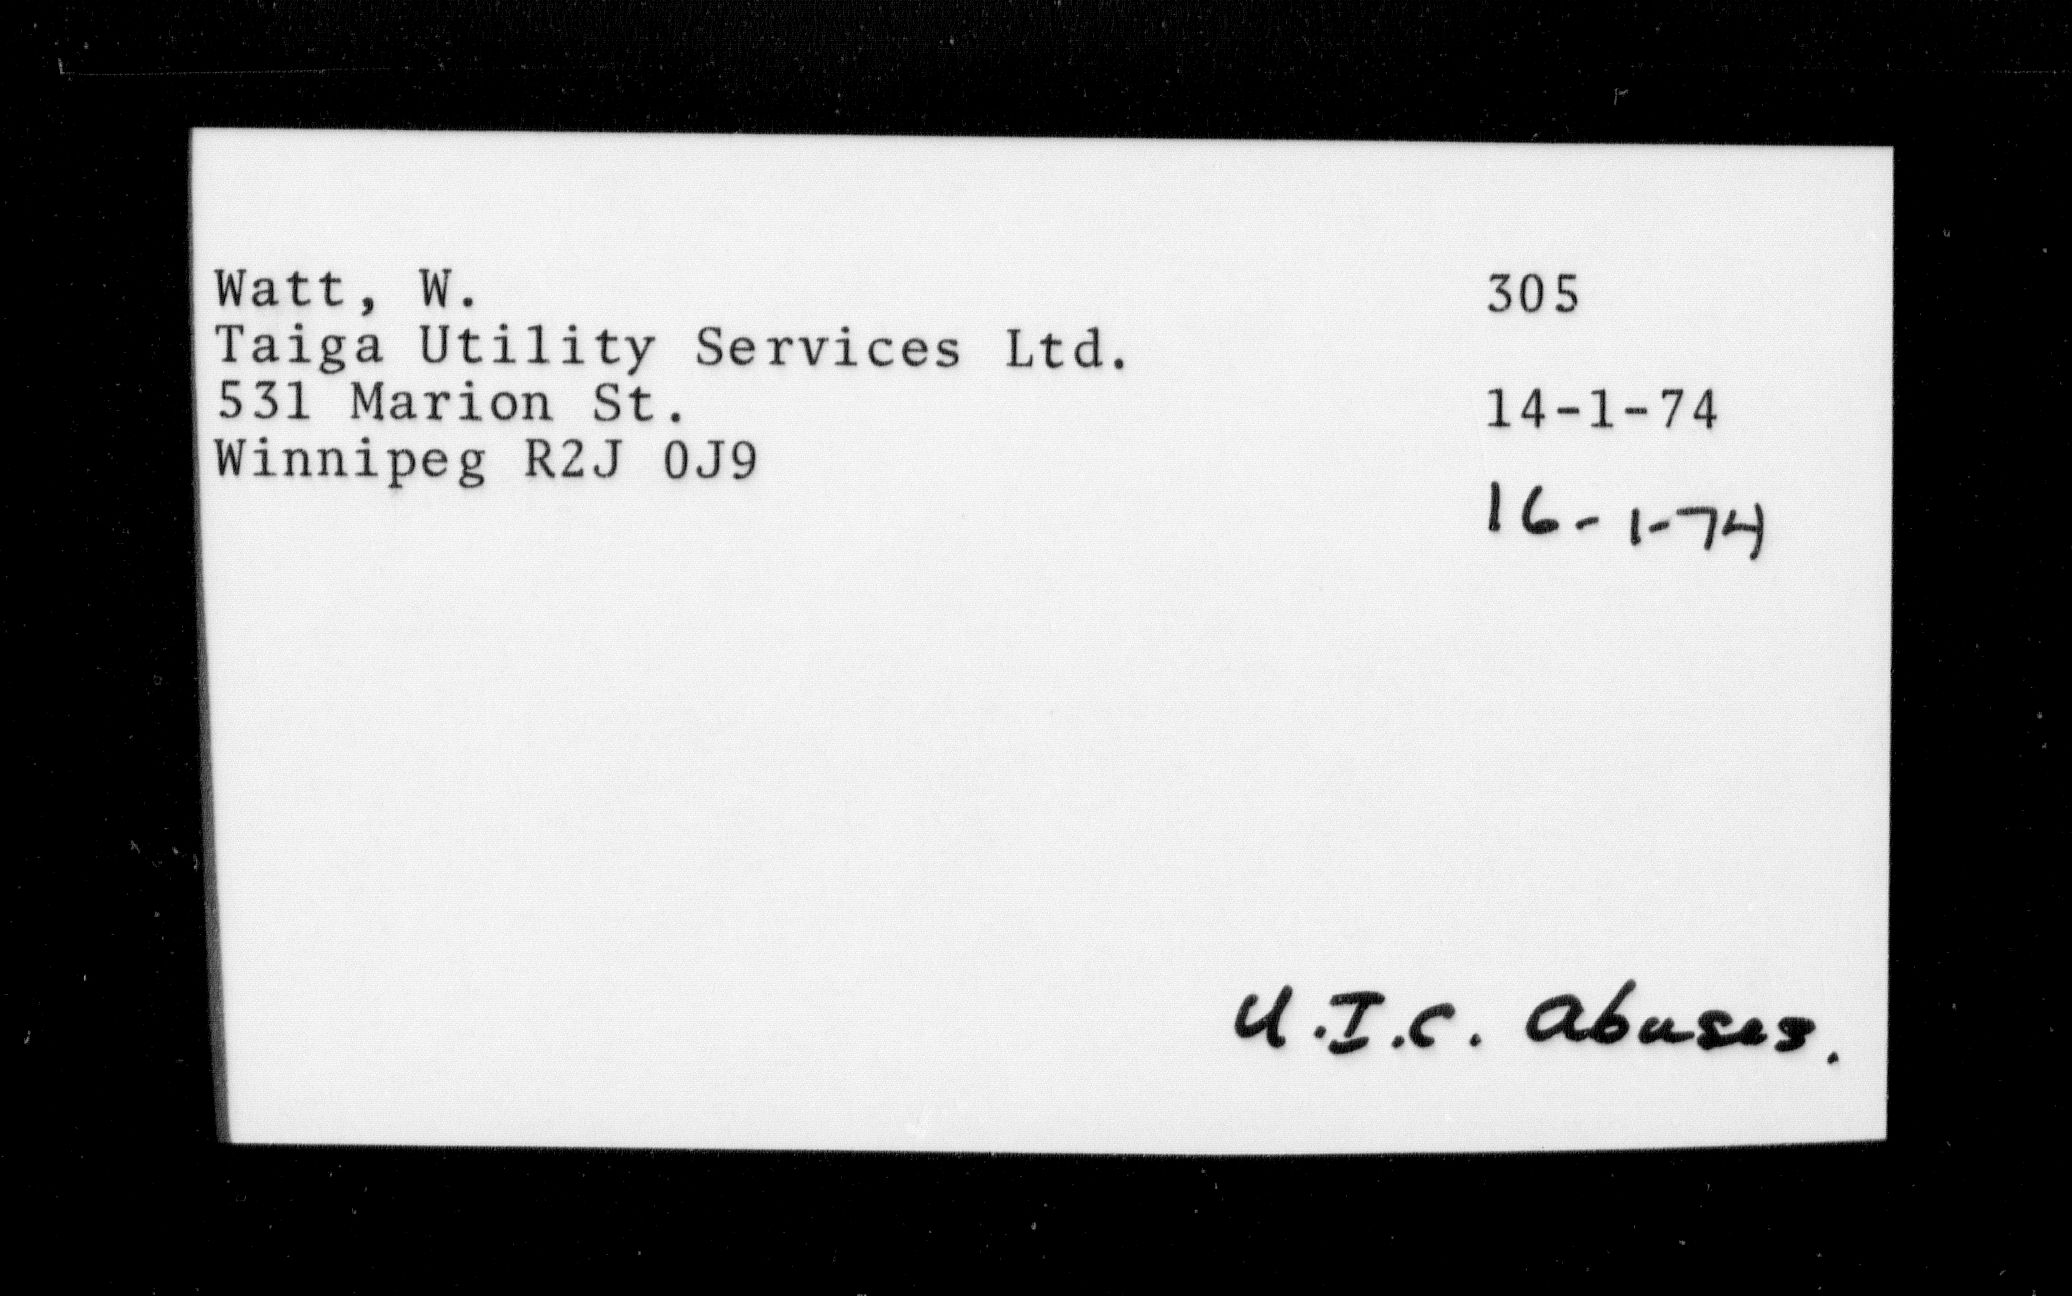 Watt, W. 305
Taiga Utility Services Ltd.
531 Marion St. 14-1-74
Winnipeg R2J 0J9
16-1-74
U.I.C. Abuses.